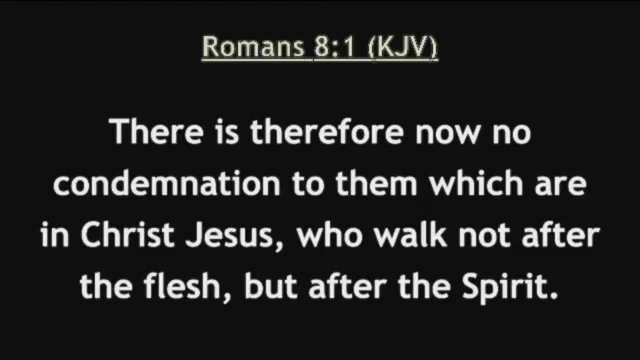 Romans 8:1 (KJV)
There is therefore now no
condemnation to them which are
in Christ Jesus, who walk not after
the flesh, but after the Spirit.